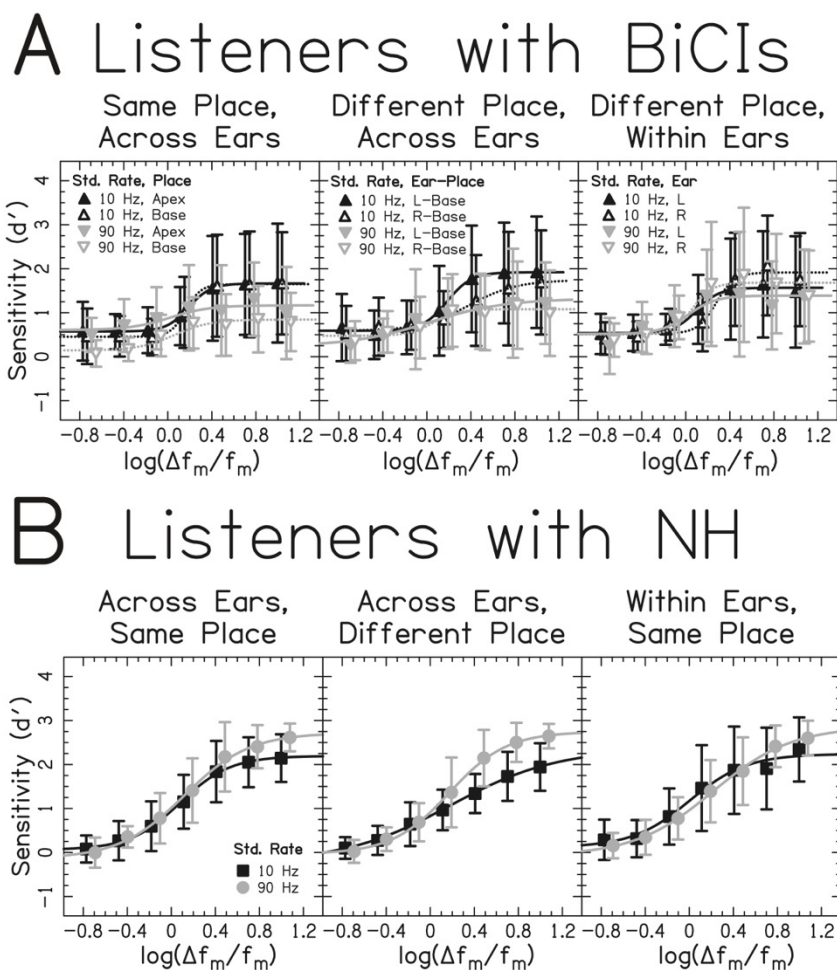 A Listeners with BiCIs
Same Place, Across Ears
Different Place, Across Ears
Different Place, Within Ears
Sensitivity (d')
4
3
2
1
0
-1
Std. Rate, Place
10 Hz, Apex
10 Hz, Base
90 Hz, Apex
90 Hz, Base
Std. Rate, Ear-Place
10 Hz, L-Base
10 Hz, R-Base
90 Hz, L-Base
90 Hz, R-Base
Std. Rate, Ear
10 Hz, L
10 Hz, R
90 Hz, L
90 Hz, R
-0.8 -0.4 0.0 0.4 0.8 1.2
-0.8 -0.4 0.0 0.4 0.8 1.2
-0.8 -0.4 0.0 0.4 0.8 1.2
log(Δfm/fm)
log(Δfm/fm)
log(Δfm/fm)
B Listeners with NH
Across Ears, Same Place
Across Ears, Different Place
Within Ears, Same Place
Sensitivity (d')
4
3
2
1
0
-1
Std. Rate
10 Hz
90 Hz
-0.8 -0.4 0 0.4 0.8 1.2
-0.8 -0.4 0 0.4 0.8 1.2
-0.8 -0.4 0 0.4 0.8 1.2
log(Δfm/fm)
log(Δfm/fm)
log(Δfm/fm)